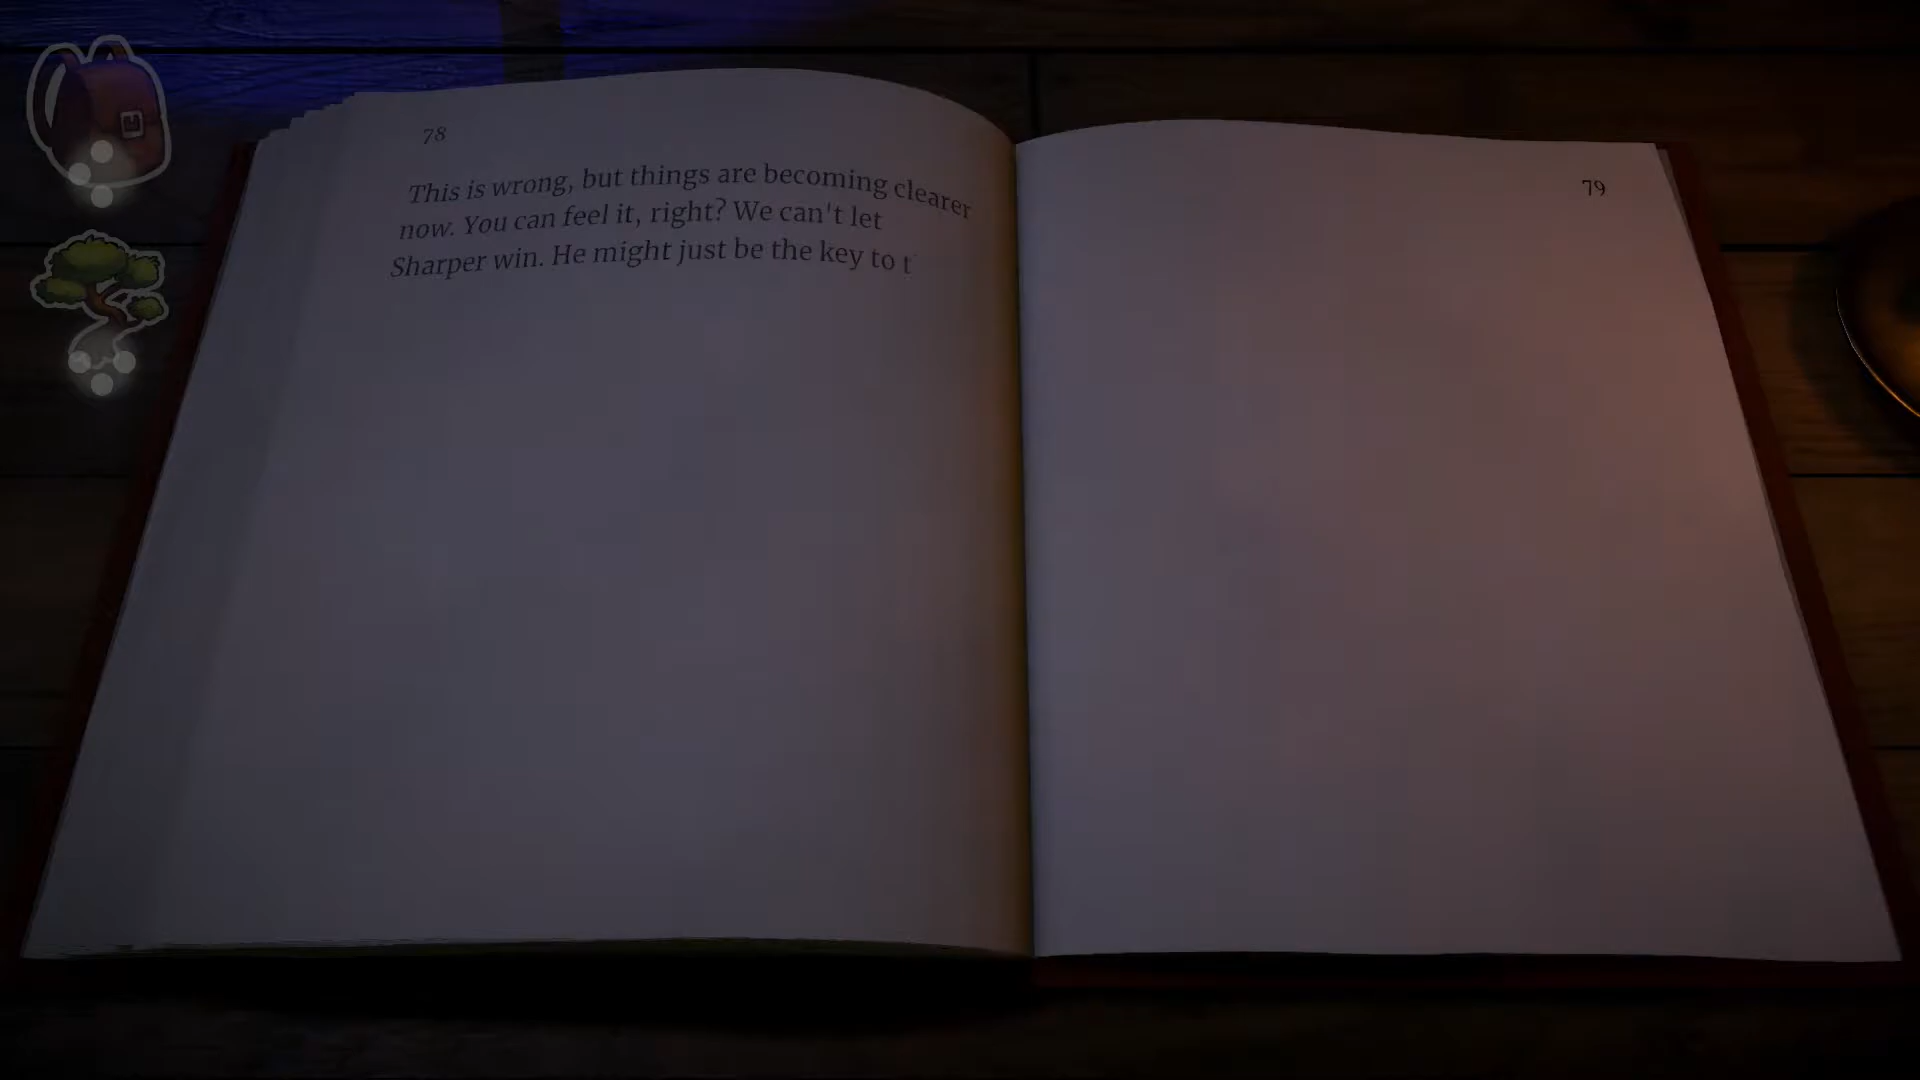 78
This is wrong, but things are becoming clearer
now. You can feel it, right? We can't let
Sharper win. He might just be the key to t
79